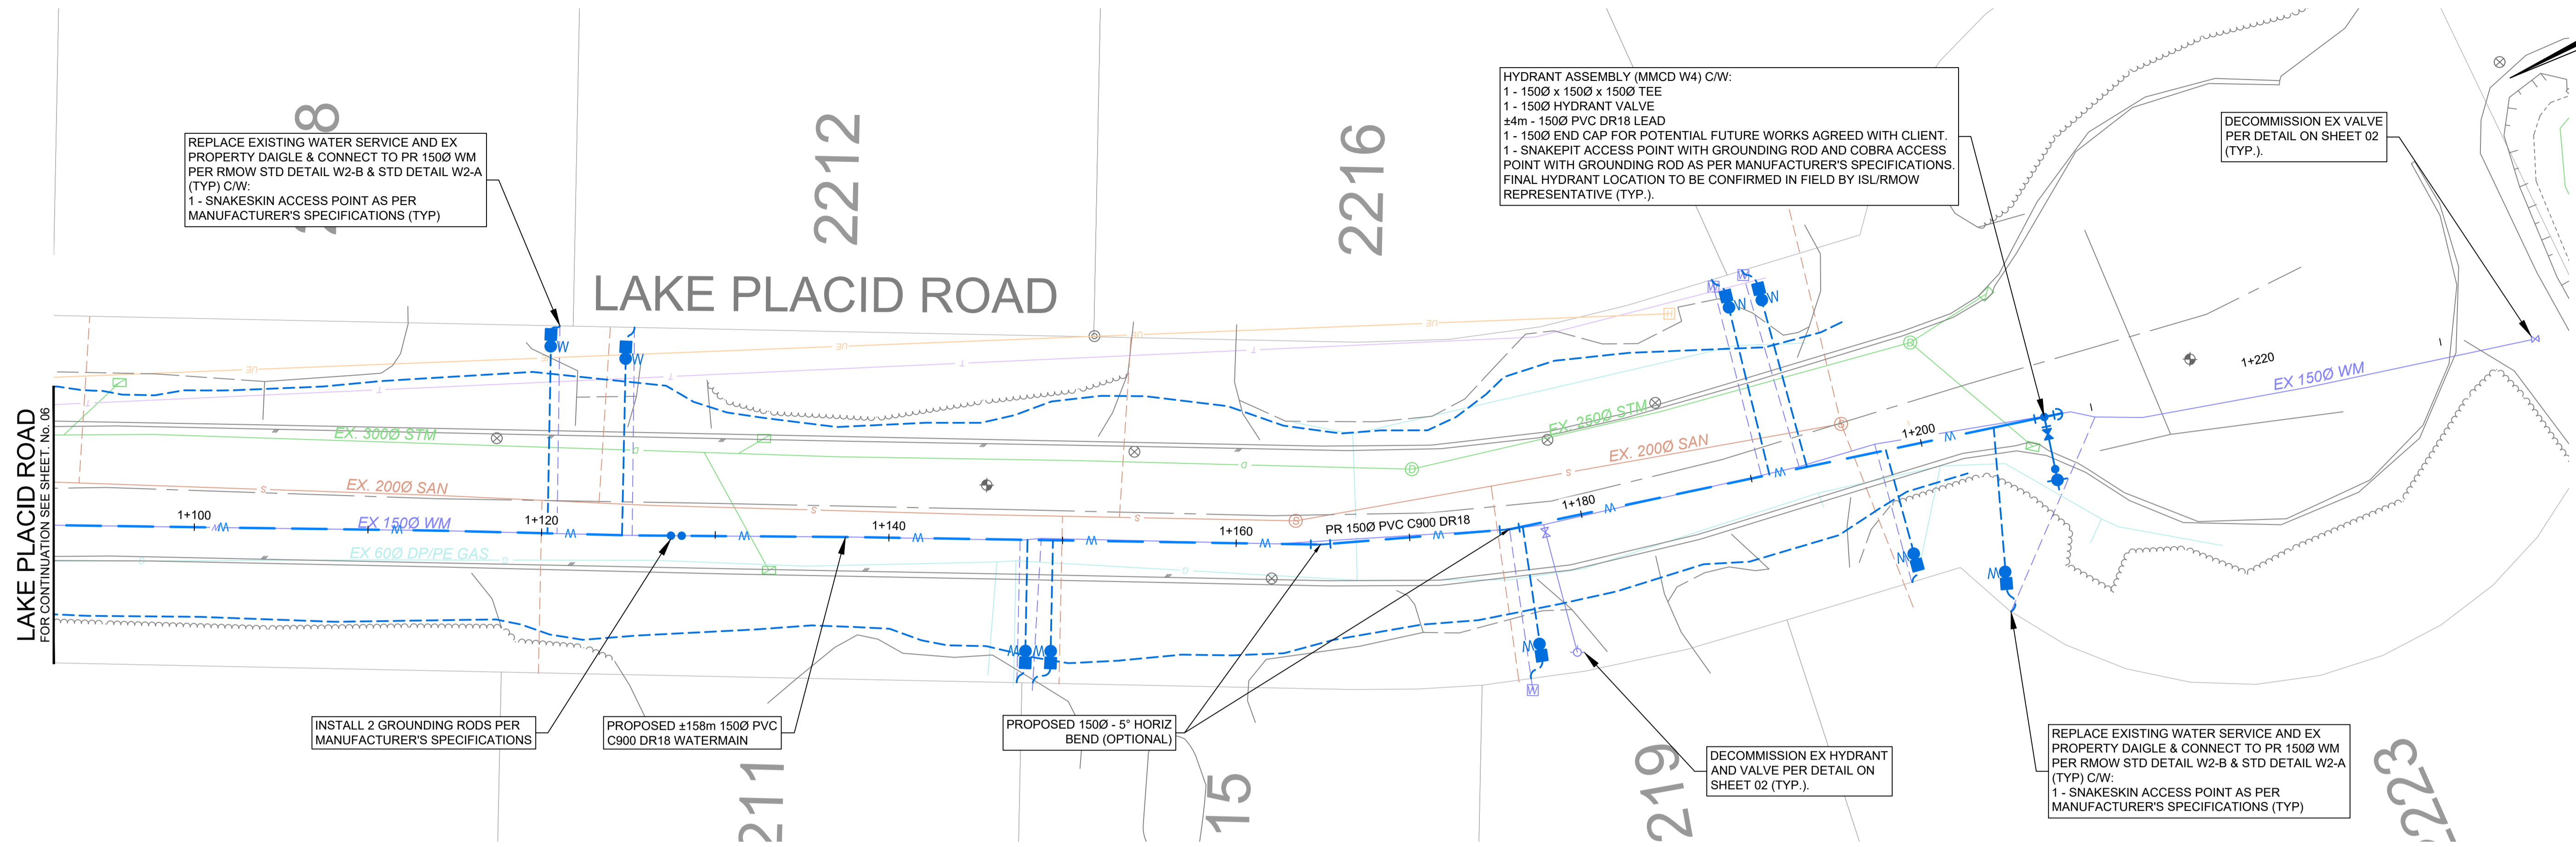 HYDRANT ASSEMBLY (MMCD W4) C/W:
1 - 150Ø x 150Ø x 150Ø TEE
1 - 150Ø HYDRANT VALVE
±4m - 150Ø PVC DR18 LEAD
1 - 150Ø END CAP FOR POTENTIAL FUTURE WORKS AGREED WITH CLIENT.
1 - SNAKEPIT ACCESS POINT WITH GROUNDING ROD AND COBRA ACCESS
POINT WITH GROUNDING ROD AS PER MANUFACTURER'S SPECIFICATIONS.
FINAL HYDRANT LOCATION TO BE CONFIRMED IN FIELD BY ISL/RMOW
REPRESENTATIVE (TYP.).
DECOMMISSION EX VALVE
PER DETAIL ON SHEET 02
(TYP.).
8
REPLACE EXISTING WATER SERVICE AND EX
PROPERTY DAIGLE & CONNECT TO PR 150Ø WM
PER RMOW STD DETAIL W2-B & STD DETAIL W2-A
(TYP) C/W:
1 - SNAKESKIN ACCESS POINT AS PER
MANUFACTURER'S SPECIFICATIONS (TYP)
2212
2216
LAKE PLACID ROAD
LAKE PLACID ROAD
FOR CONTINUATION SEE SHEET. No. 06
UE
UE
UE
UE
UE
T
T
T
T
T
H
W
W
W
W
W
W
EX. 300Ø STM
D
D
D
D
EX. 250Ø STM
EX. 200Ø SAN
S
S
S
S
S
S
S
EX. 200Ø SAN
1+100
1+120
1+140
1+160
1+180
1+200
1+220
EX 150Ø WM
EX 150Ø WM
PR 150Ø PVC C900 DR18
W
W
W
W
W
W
W
W
W
W
W
EX 60Ø DP/PE GAS
G
G
G
W
W
W
W
W
W
INSTALL 2 GROUNDING RODS PER
MANUFACTURER'S SPECIFICATIONS
PROPOSED ±158m 150Ø PVC
C900 DR18 WATERMAIN
PROPOSED 150Ø - 5° HORIZ
BEND (OPTIONAL)
DECOMMISSION EX HYDRANT
AND VALVE PER DETAIL ON
SHEET 02 (TYP.).
REPLACE EXISTING WATER SERVICE AND EX
PROPERTY DAIGLE & CONNECT TO PR 150Ø WM
PER RMOW STD DETAIL W2-B & STD DETAIL W2-A
(TYP) C/W:
1 - SNAKESKIN ACCESS POINT AS PER
MANUFACTURER'S SPECIFICATIONS (TYP)
211
15
219
2223